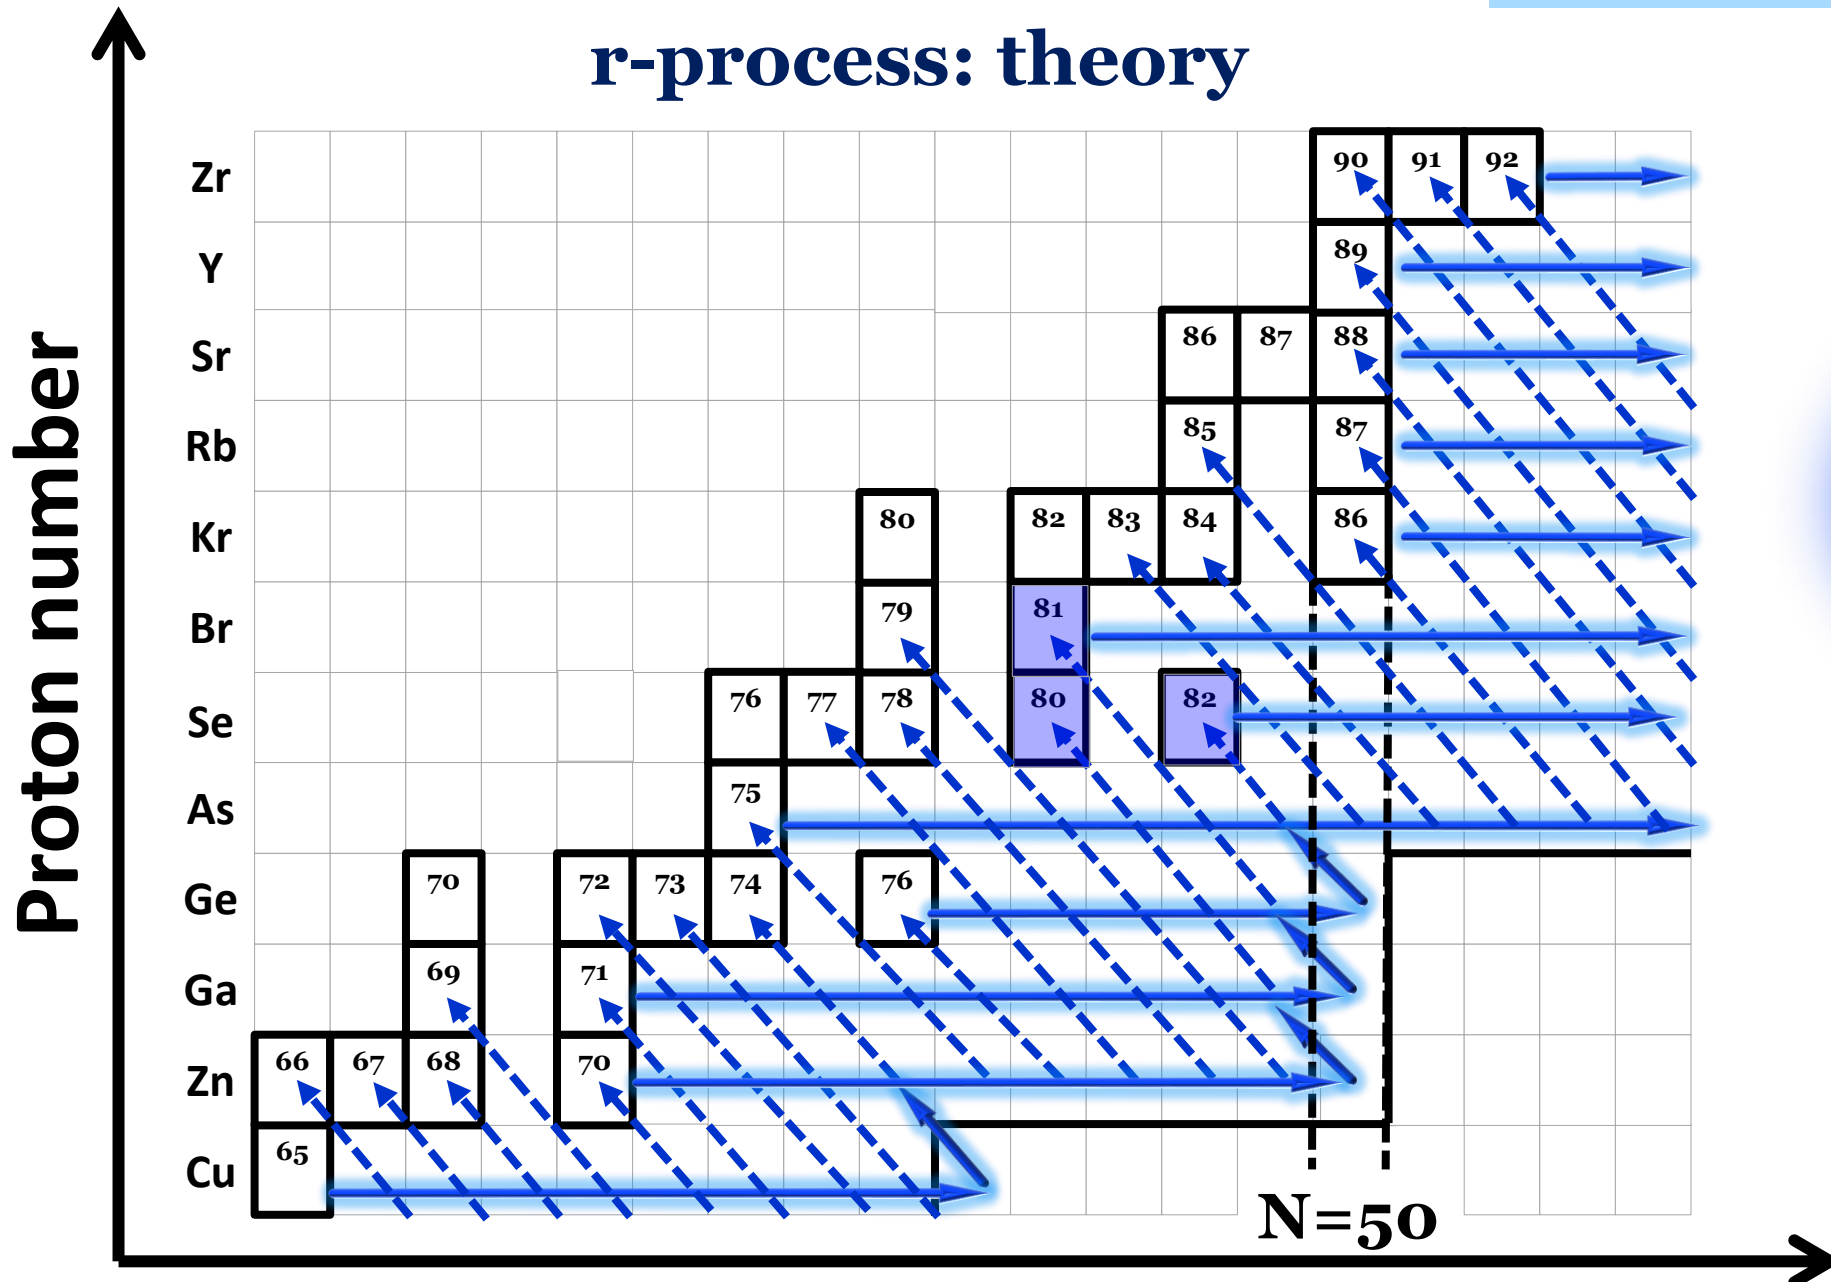 r-process: theory
Proton number
Zr 90 91 92
Y 89
Sr 86 87 88
Rb 85 87
Kr 80 82 83 84 86
Br 79 81
Se 76 77 78 80 82
As 75
Ge 70 72 73 74 76
Ga 69 71
Zn 66 67 68 70
Cu 65
N=50